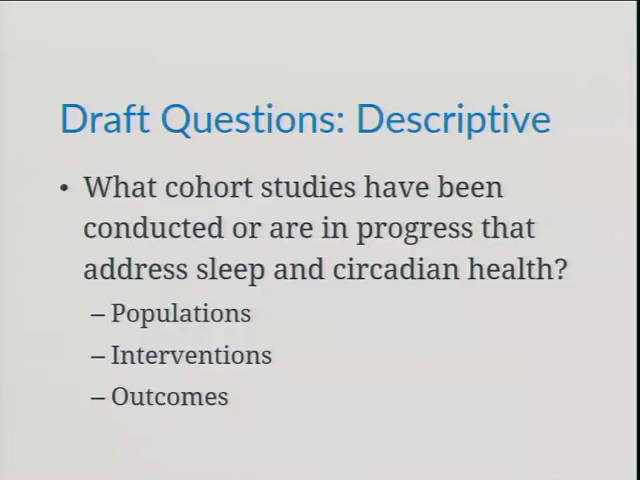 Draft Questions: Descriptive
• What cohort studies have been
conducted or are in progress that
address sleep and circadian health?
– Populations
– Interventions
– Outcomes